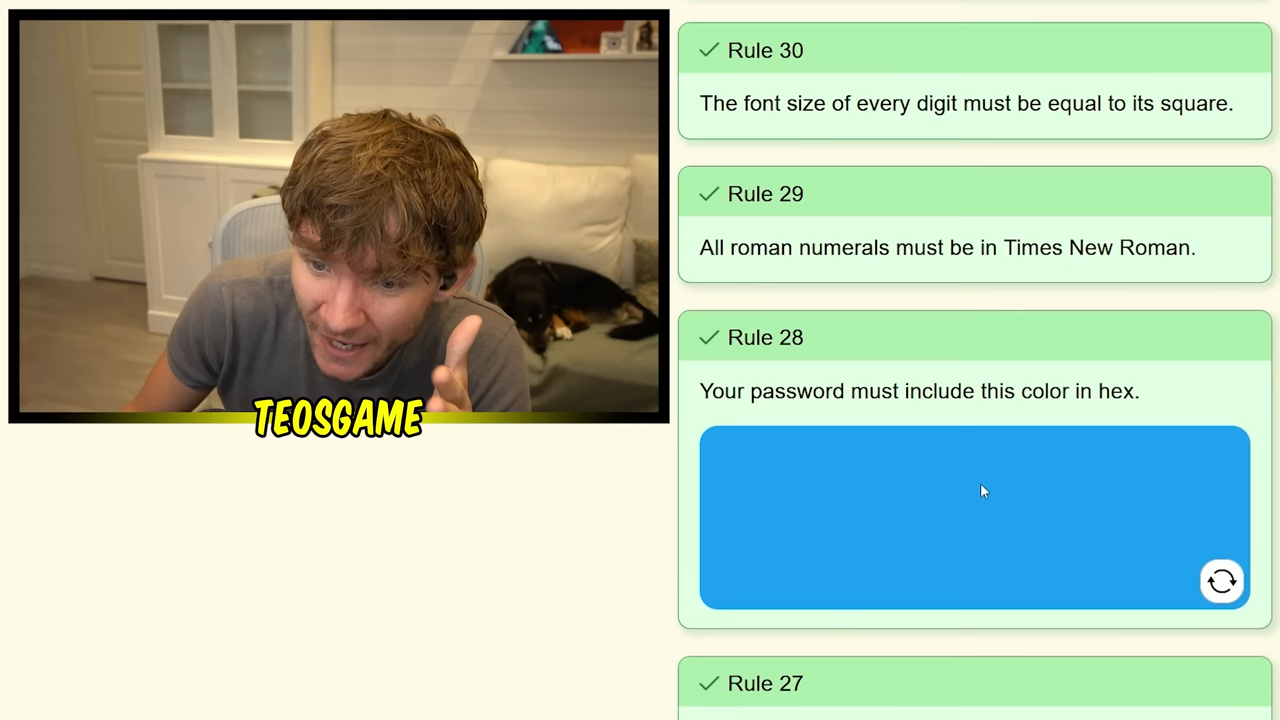 TEOSGAME
Rule 30
The font size of every digit must be equal to its square.
Rule 29
All roman numerals must be in Times New Roman.
Rule 28
Your password must include this color in hex.
Rule 27